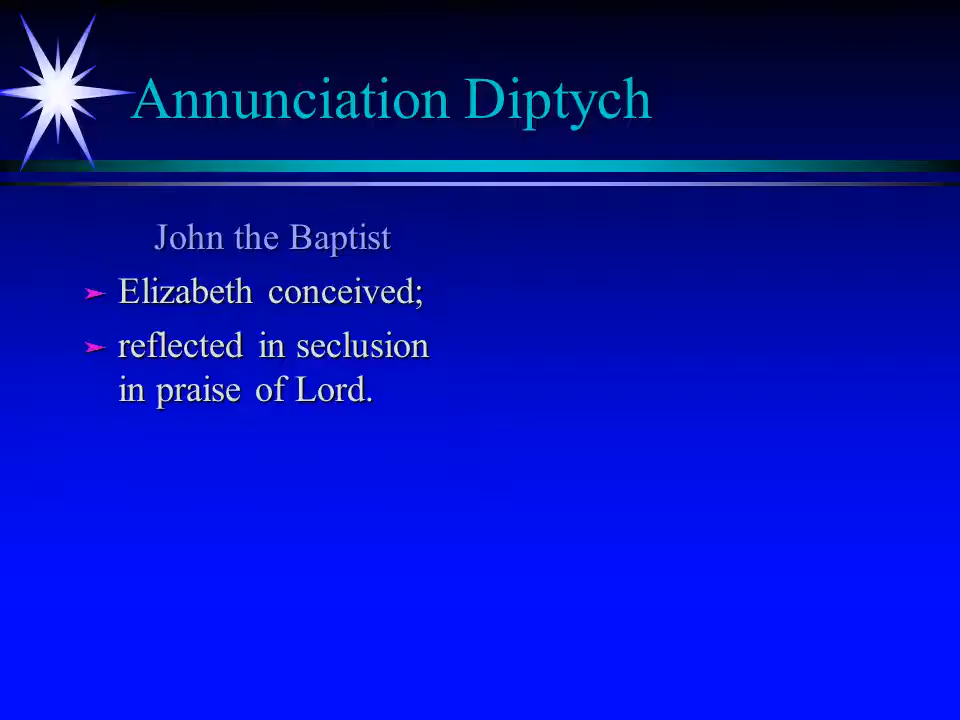 Annunciation Diptych
John the Baptist
➤ Elizabeth conceived;
➤ reflected in seclusion
in praise of Lord.